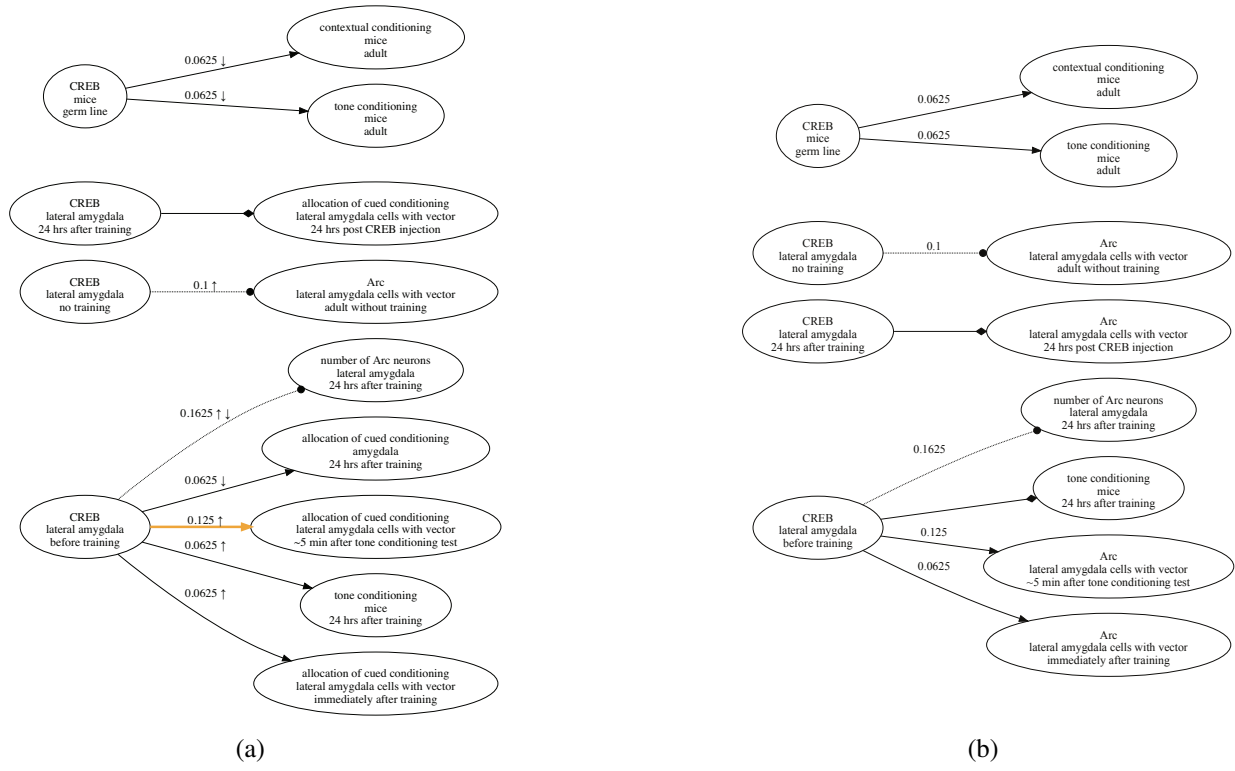 contextual conditioning
mice
adult
0.0625 ↓
CREB
mice
germ line
0.0625 ↓
tone conditioning
mice
adult
CREB
lateral amygdala
24 hrs after training
allocation of cued conditioning
lateral amygdala cells with vector
24 hrs post CREB injection
CREB
lateral amygdala
no training
0.1 ↑
Arc
lateral amygdala cells with vector
adult without training
number of Arc neurons
lateral amygdala
24 hrs after training
0.1625 ↑ ↓
allocation of cued conditioning
amygdala
24 hrs after training
0.0625 ↓
CREB
lateral amygdala
before training
0.125 ↑
allocation of cued conditioning
lateral amygdala cells with vector
~5 min after tone conditioning test
0.0625 ↑
tone conditioning
mice
24 hrs after training
0.0625 ↑
allocation of cued conditioning
lateral amygdala cells with vector
immediately after training
(a)
contextual conditioning
mice
adult
0.0625
CREB
mice
germ line
0.0625
tone conditioning
mice
adult
CREB
lateral amygdala
no training
0.1
Arc
lateral amygdala cells with vector
adult without training
CREB
lateral amygdala
24 hrs after training
Arc
lateral amygdala cells with vector
24 hrs post CREB injection
number of Arc neurons
lateral amygdala
24 hrs after training
0.1625
tone conditioning
mice
24 hrs after training
CREB
lateral amygdala
before training
0.125
Arc
lateral amygdala cells with vector
~5 min after tone conditioning test
0.0625
Arc
lateral amygdala cells with vector
immediately after training
(b)